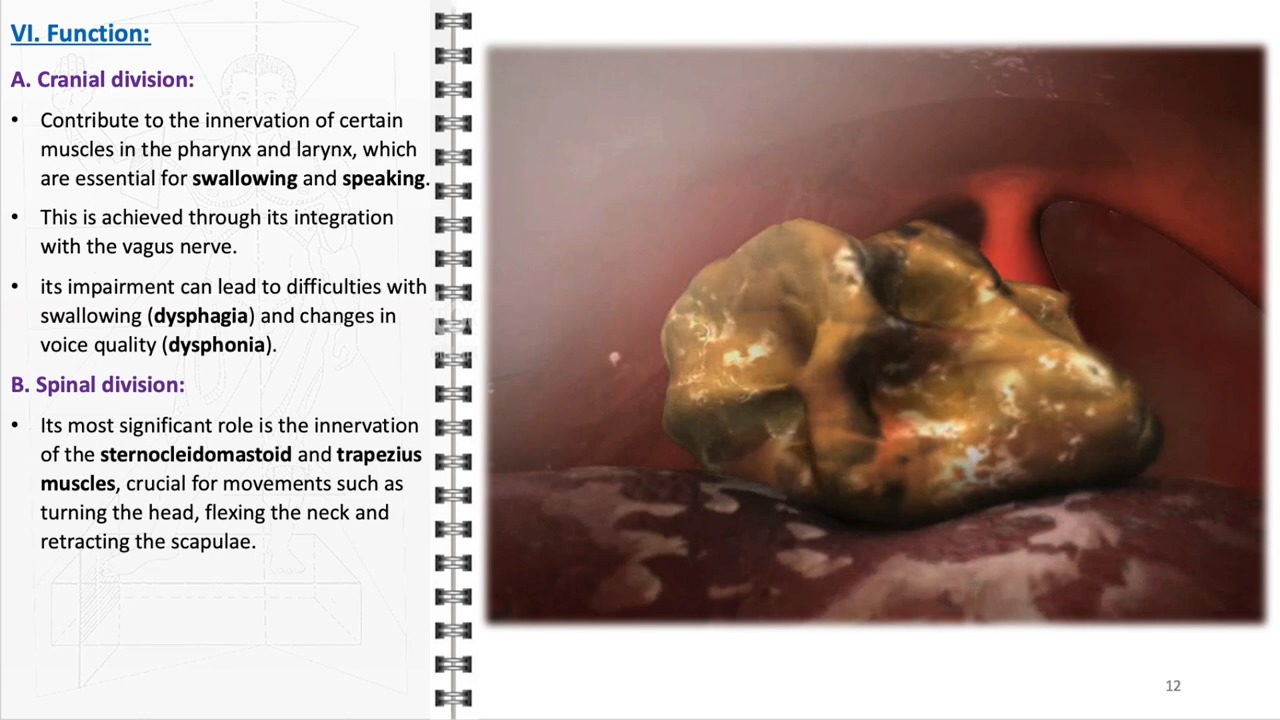 VI. Function:
A. Cranial division:
• Contribute to the innervation of certain
muscles in the pharynx and larynx, which
are essential for swallowing and speaking.
• This is achieved through its integration
with the vagus nerve.
• its impairment can lead to difficulties with
swallowing (dysphagia) and changes in
voice quality (dysphonia).
B. Spinal division:
• Its most significant role is the innervation
of the sternocleidomastoid and trapezius
muscles, crucial for movements such as
turning the head, flexing the neck and
retracting the scapulae.
12